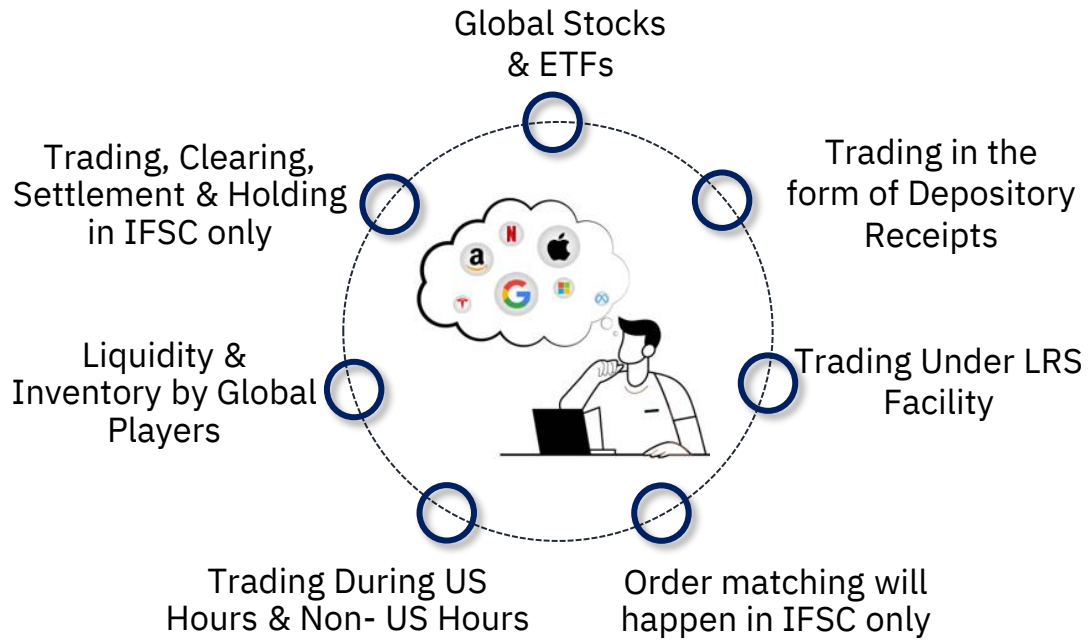 Global Stocks
& ETFs
Trading in the
form of Depository
Receipts
Trading Under LRS
Facility
Order matching will
happen in IFSC only
Trading During US
Hours & Non- US Hours
Liquidity &
Inventory by Global
Players
Trading, Clearing,
Settlement & Holding
in IFSC only
N
a
G